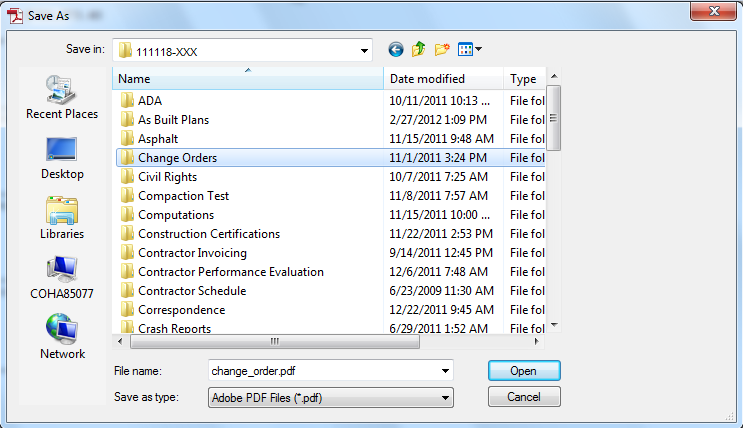 Save As
Save in: 111118-XXX
Name Date modified Type
ADA 10/11/2011 10:13 ... File fol
As Built Plans 2/27/2012 1:09 PM File fol
Asphalt 11/15/2011 9:48 AM File fol
Change Orders 11/1/2011 3:24 PM File fol
Civil Rights 10/7/2011 7:25 AM File fol
Compaction Test 11/8/2011 7:57 AM File fol
Computations 11/15/2011 10:00 ... File fol
Construction Certifications 11/22/2011 2:53 PM File fol
Contractor Invoicing 9/14/2011 12:45 PM File fol
Contractor Performance Evaluation 12/6/2011 7:48 AM File fol
Contractor Schedule 6/23/2009 11:30 AM File fol
Correspondence 12/22/2011 9:45 AM File fol
Crash Reports 6/29/2011 1:52 AM File fol
Recent Places
Desktop
Libraries
COHA85077
Network
File name: change_order.pdf Open
Save as type: Adobe PDF Files (*.pdf) Cancel